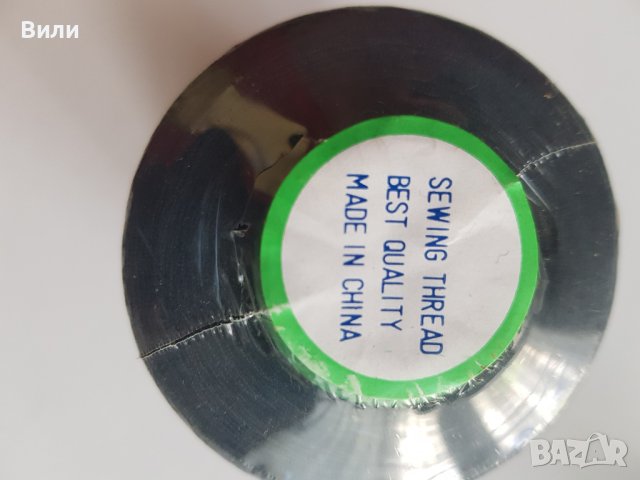 Вили
SEWING THREAD
BEST QUALITY
MADE IN CHINA
BAZAR